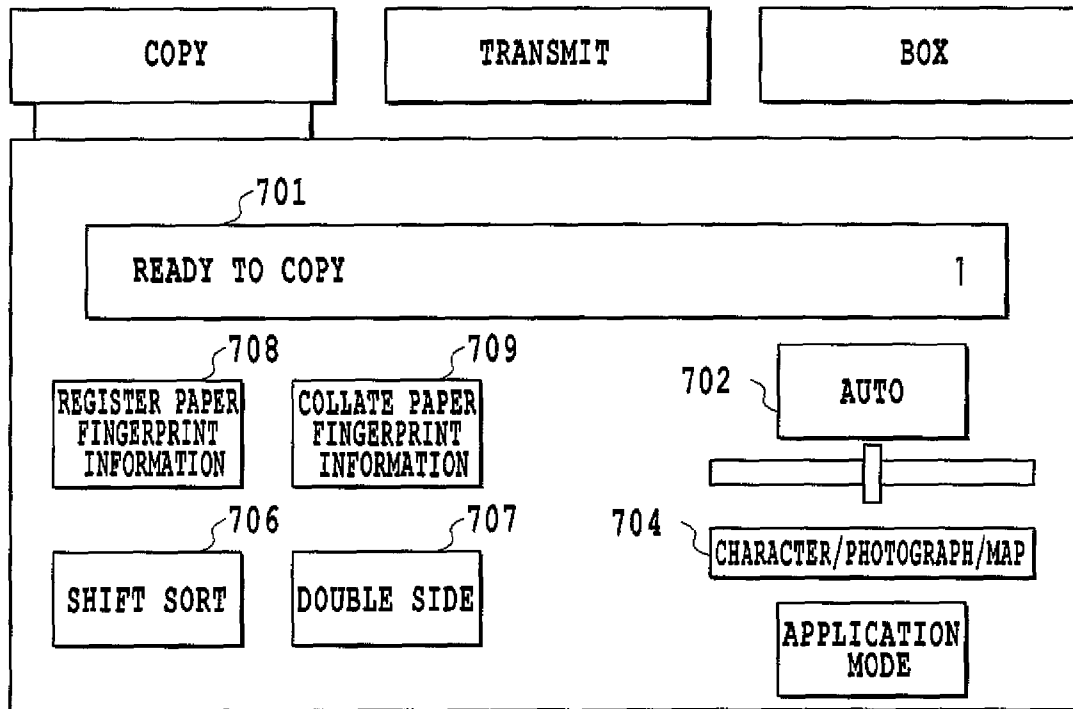 COPY
TRANSMIT
BOX
701
READY TO COPY 1
708
709
702
AUTO
REGISTER PAPER
FINGERPRINT
INFORMATION
COLLATE PAPER
FINGERPRINT
INFORMATION
706
707
704
CHARACTER/PHOTOGRAPH/MAP
SHIFT SORT
DOUBLE SIDE
APPLICATION
MODE